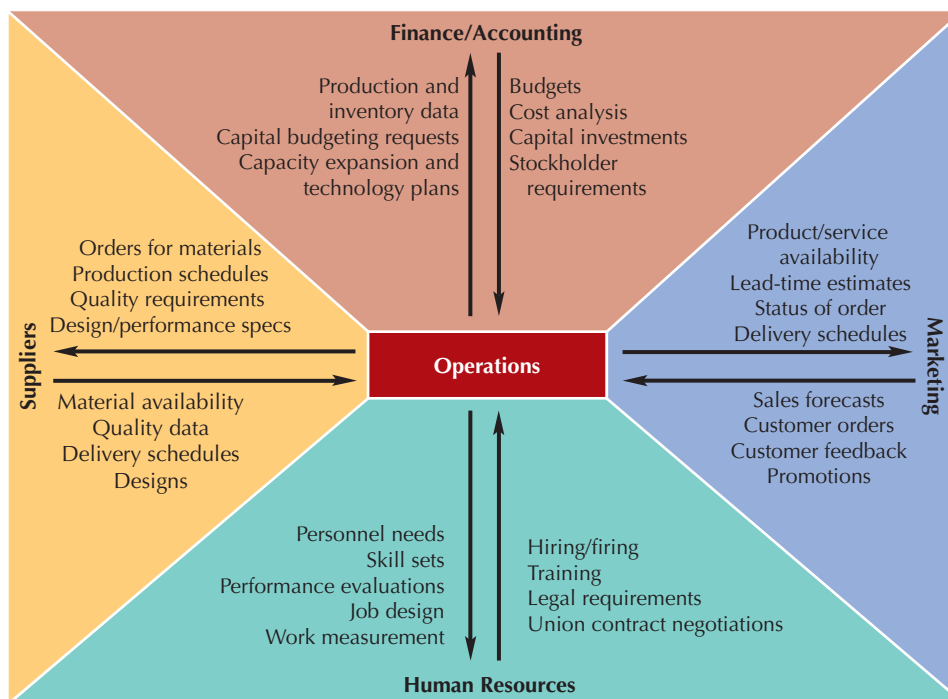 Finance/Accounting
Production and
inventory data
Capital budgeting requests
Capacity expansion and
technology plans
Budgets
Cost analysis
Capital investments
Stockholder
requirements
Suppliers
Orders for materials
Production schedules
Quality requirements
Design/performance specs
Material availability
Quality data
Delivery schedules
Designs
Operations
Product/service
availability
Lead-time estimates
Status of order
Delivery schedules
Sales forecasts
Customer orders
Customer feedback
Promotions
Marketing
Personnel needs
Skill sets
Performance evaluations
Job design
Work measurement
Hiring/firing
Training
Legal requirements
Union contract negotiations
Human Resources